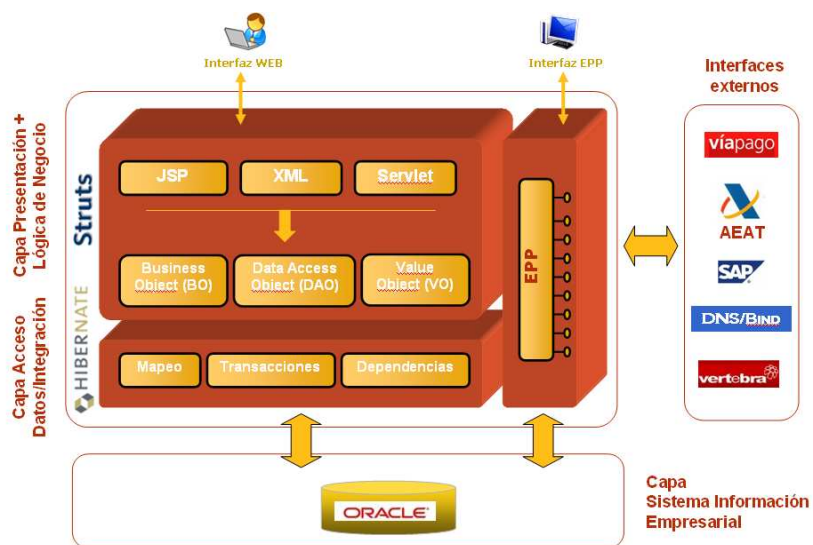 Interfaz WEB
Interfaz EPP
Interfaces
externos
Capa Presentación +
Lógica de Negocio
Struts
JSP
XML
Servlet
Business
Object (BO)
Data Access
Object (DAO)
Value
Object (VO)
EPP
víapago
AEAT
SAP
DNS/BIND
vertebra
Capa Acceso
Datos/Integración
HIBERNATE
Mapeo
Transacciones
Dependencias
ORACLE
Capa
Sistema Información
Empresarial